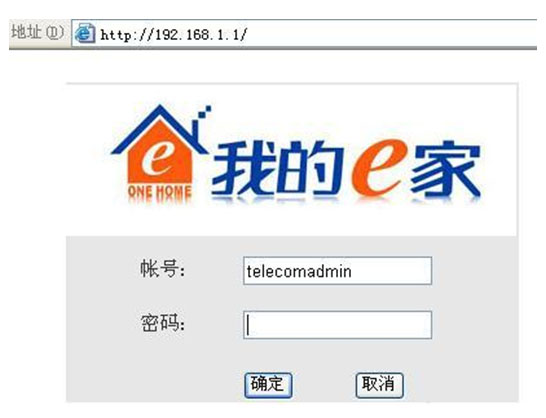 地址(D) http://192.168.1.1/
e
ONE HOME
我的e家
帐号: telecomadmin
密码:
确定 取消